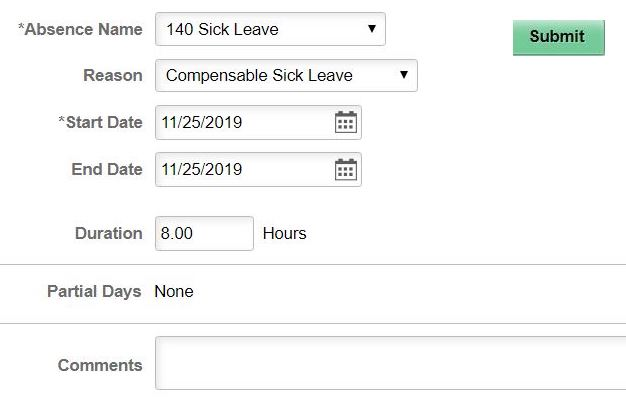 *Absence Name 140 Sick Leave
Submit
Reason Compensable Sick Leave
*Start Date 11/25/2019
End Date 11/25/2019
Duration 8.00 Hours
Partial Days None
Comments